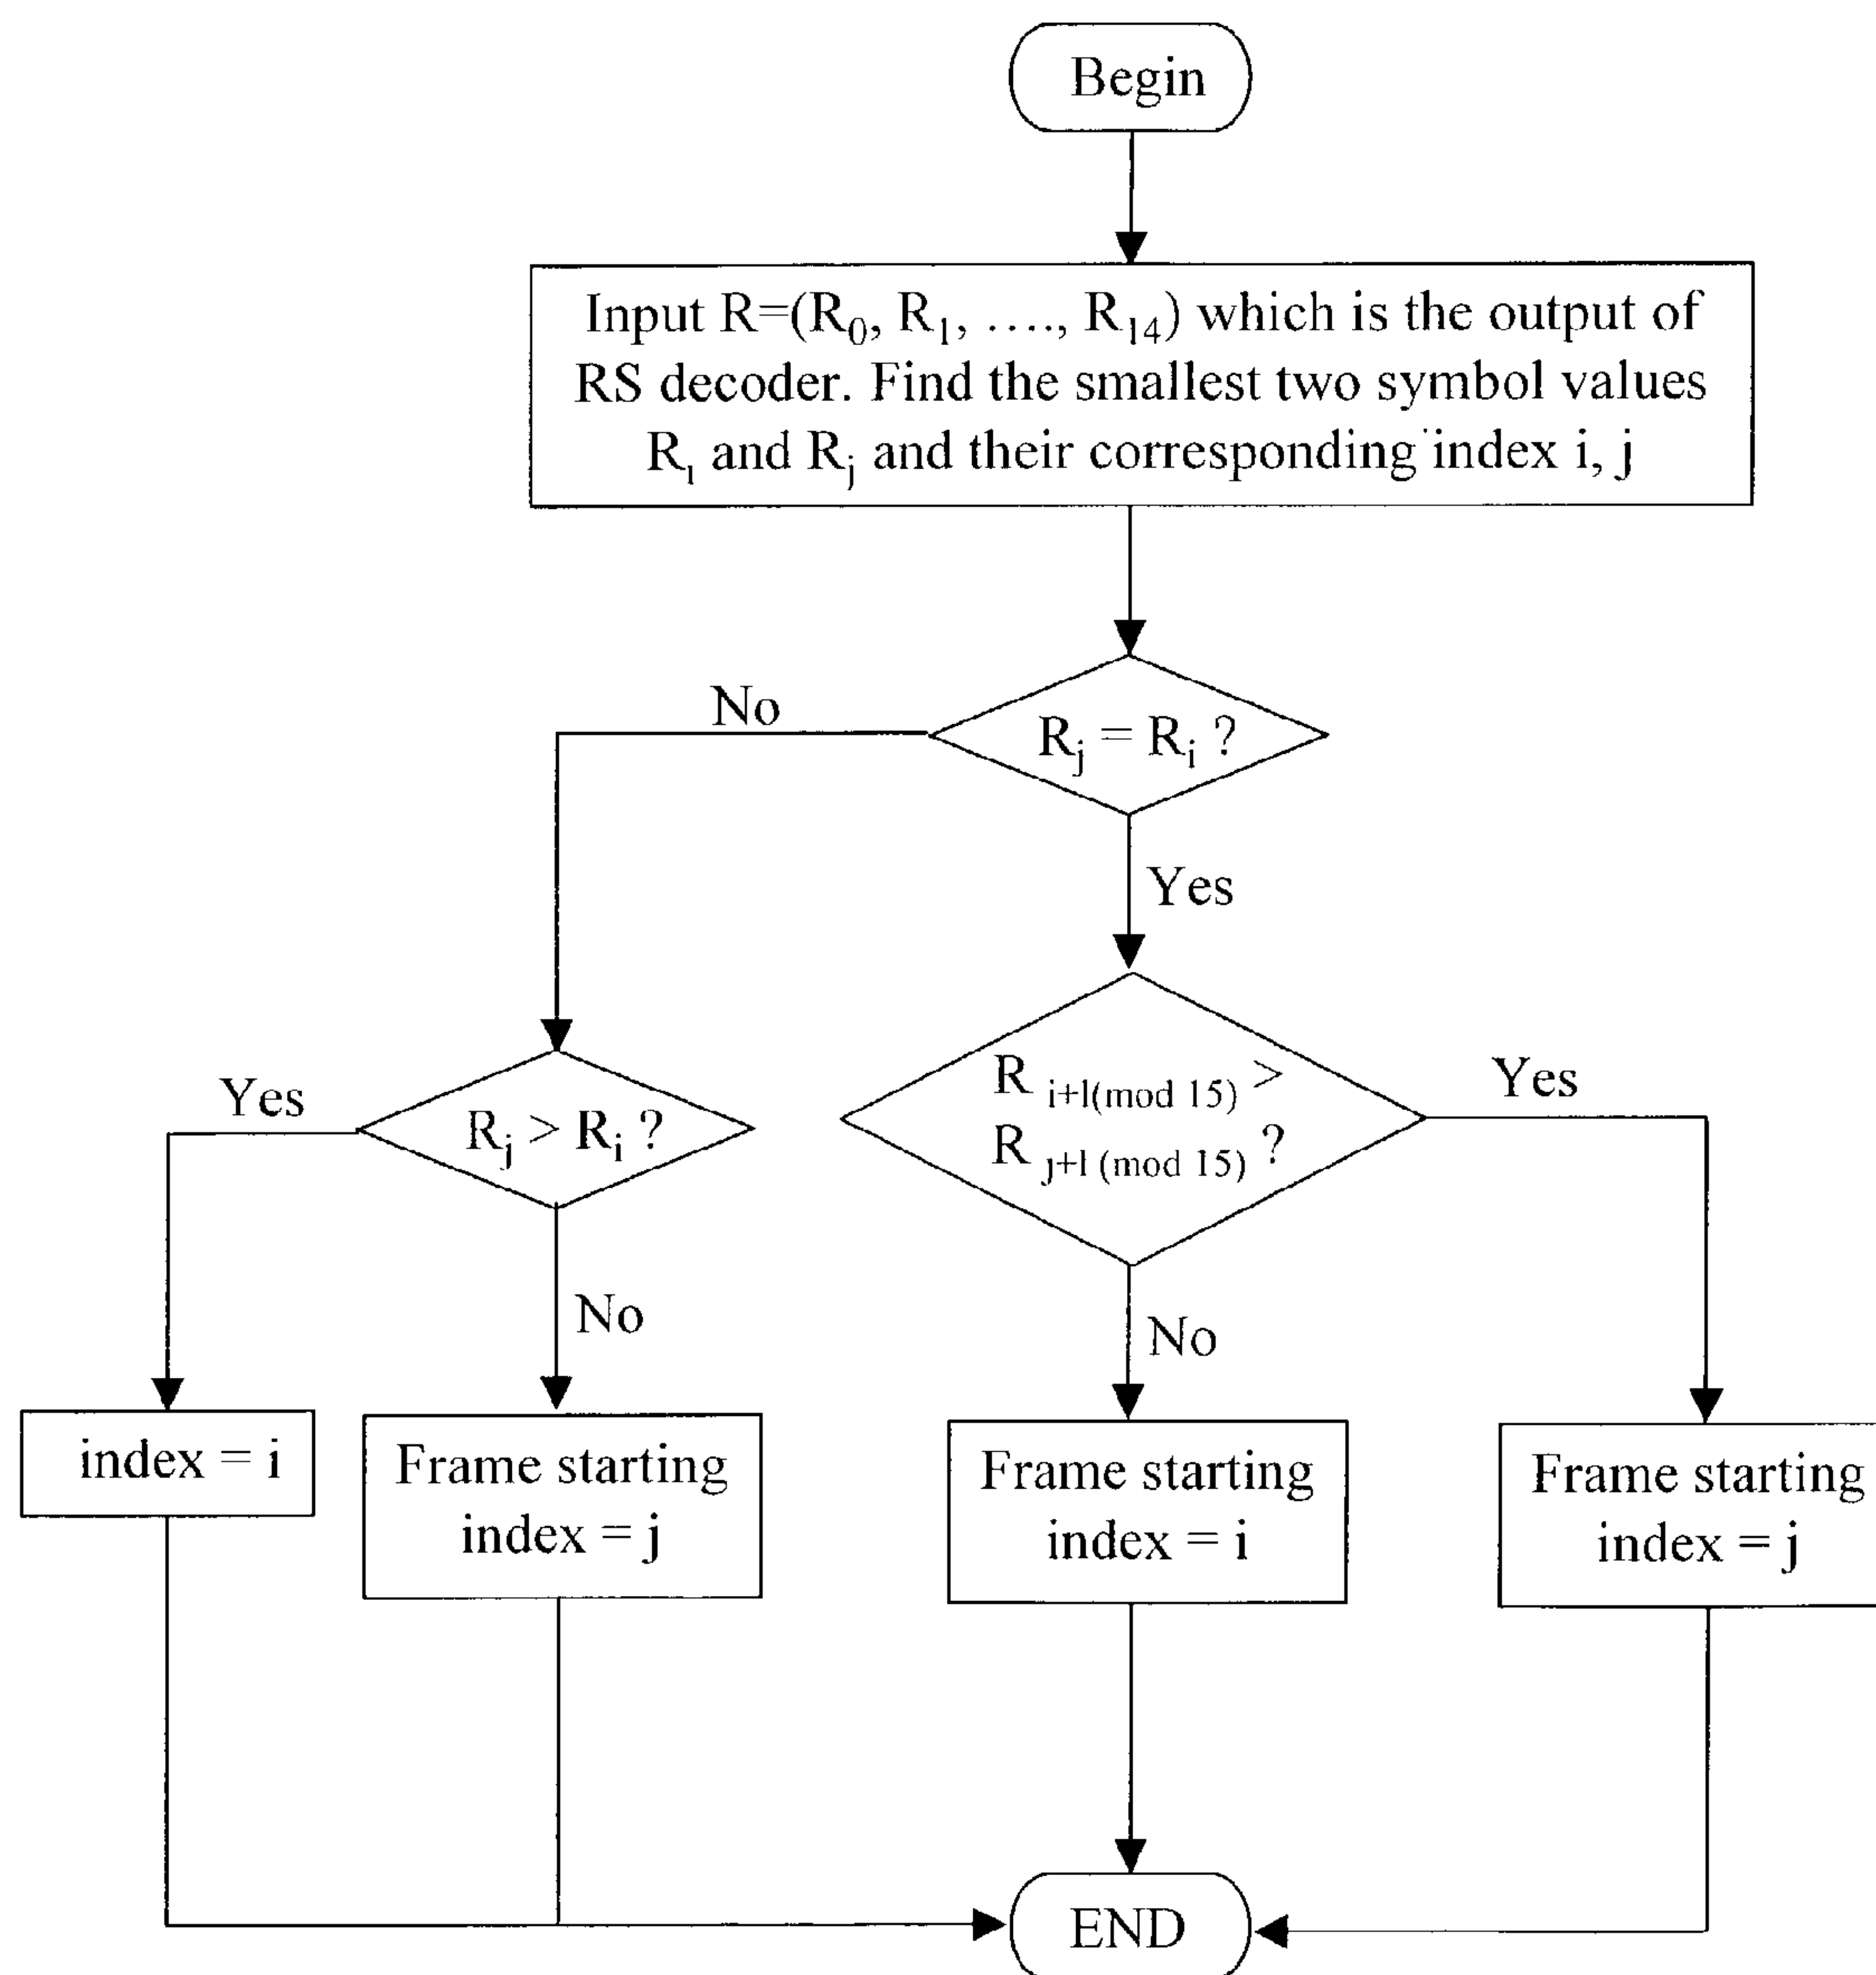 Begin
Input R=(R₀, R₁, ...., R₁₄) which is the output of
RS decoder. Find the smallest two symbol values
Rᵢ and Rⱼ and their corresponding index i, j
No
Rⱼ = Rᵢ ?
Yes
Yes
Rⱼ > Rᵢ ?
No
R i+1(mod 15) >
R j+1 (mod 15) ?
Yes
No
index = i
Frame starting
index = j
Frame starting
index = i
Frame starting
index = j
END